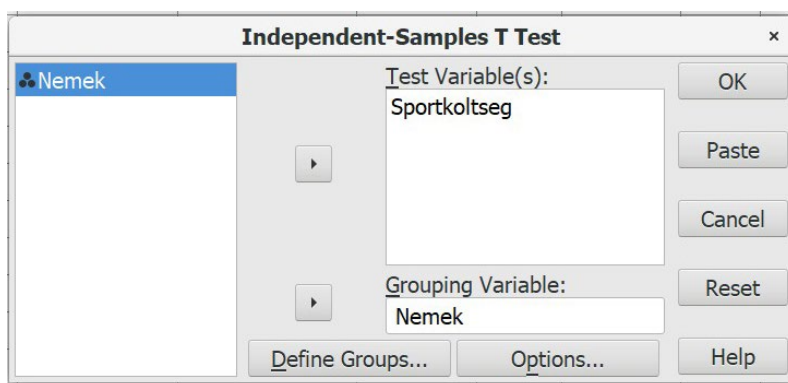 Independent-Samples T Test ×
Nemek
Test Variable(s):
Sportkoltseg
OK
Paste
Cancel
Grouping Variable:
Nemek
Reset
Define Groups...
Options...
Help